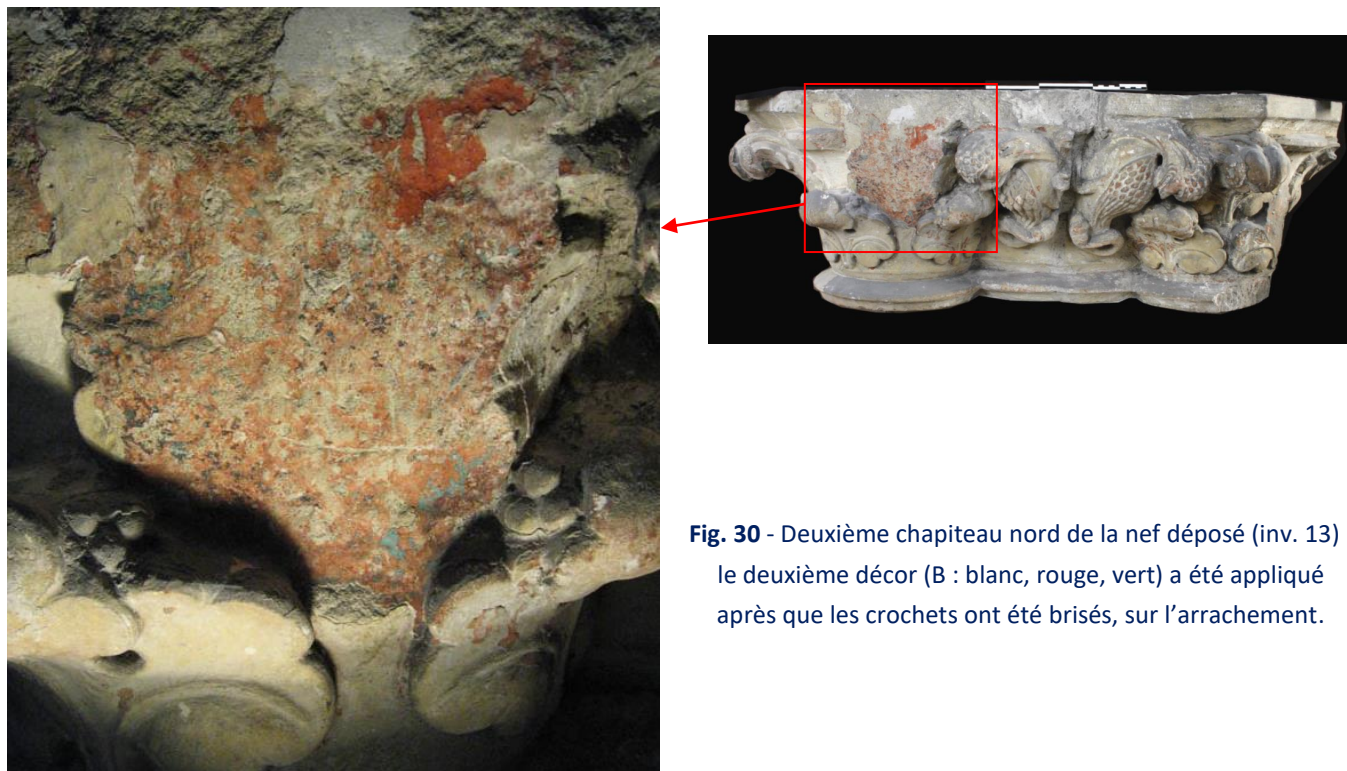 Fig. 30 - Deuxième chapiteau nord de la nef déposé (inv. 13)
le deuxième décor (B : blanc, rouge, vert) a été appliqué
après que les crochets ont été brisés, sur l’arrachement.